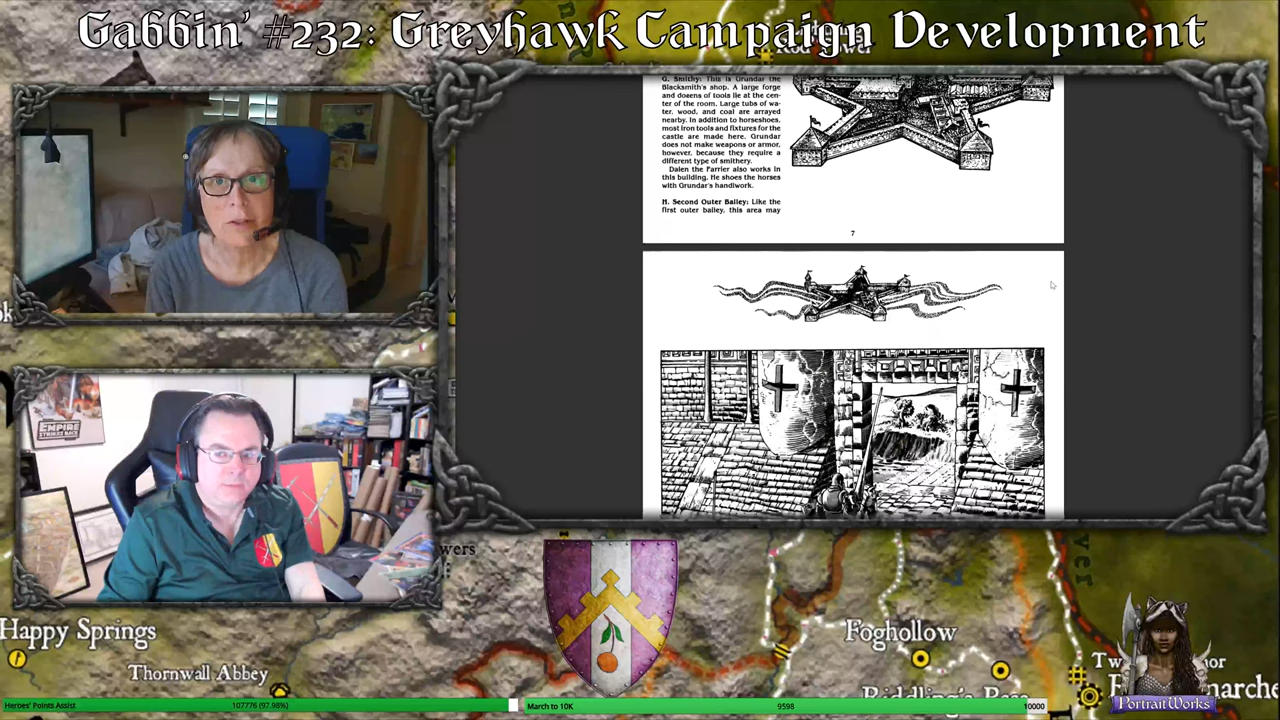 Gabbin' #232: Greyhawk Campaign Development
G. Smithy: This is Grundar the
Blacksmith's shop. A large forge
and dozens of tools lie at the cen-
ter of the room. Large tubs of wa-
ter, wood, and coal are arrayed
nearby. In addition to horseshoes,
most iron tools and fixtures for the
castle are made here. Grundar
does not make weapons or armor,
however, because they require a
different type of smithery.
Dalen the Farrier also works in
this building. He shoes the horses
with Grundar's handiwork.
H. Second Outer Bailey: Like the
first outer bailey, this area may
7
EMPIRE
STRIKES BACK
wers
Happy Springs
Thornwall Abbey
Foghollow
PortraitWorks
Heroes' Points Assist
107776 (97.98%)
March to 10K
9598
10000